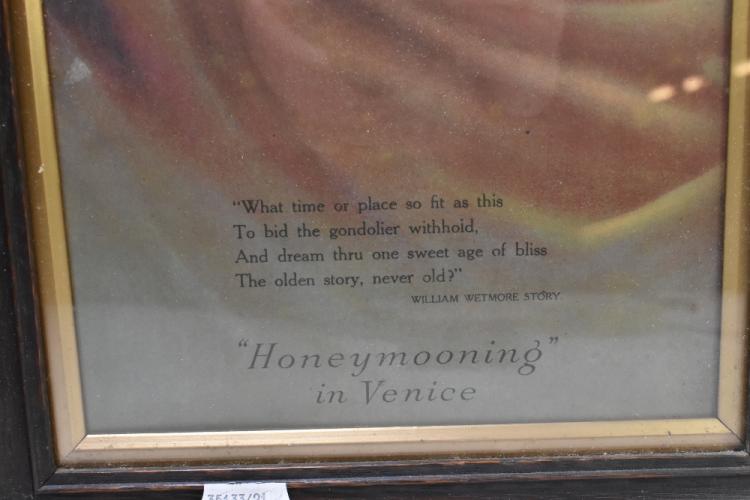 "What time or place so fit as this
To bid the gondolier withhold,
And dream thru one sweet age of bliss
The olden story, never old?"
WILLIAM WETMORE STORY
"Honeymooning"
in Venice